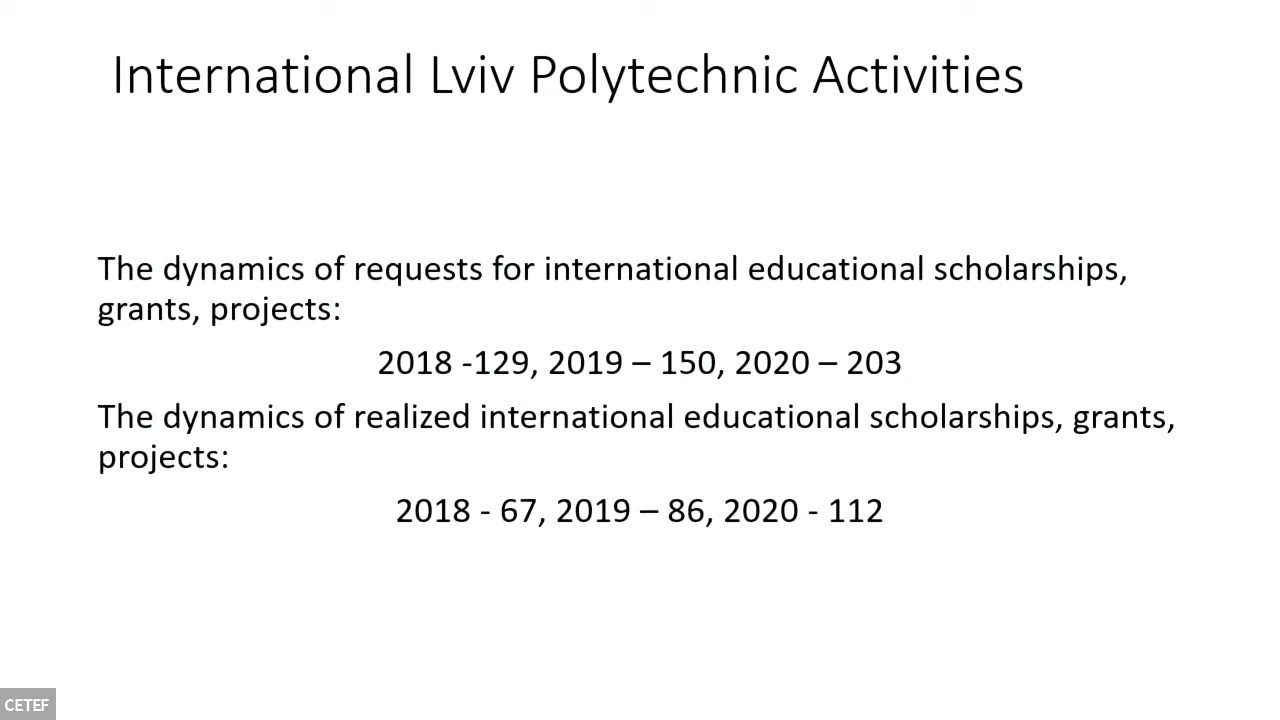 International Lviv Polytechnic Activities
The dynamics of requests for international educational scholarships,
grants, projects:
2018 -129, 2019 – 150, 2020 – 203
The dynamics of realized international educational scholarships, grants,
projects:
2018 - 67, 2019 – 86, 2020 - 112
CETEF